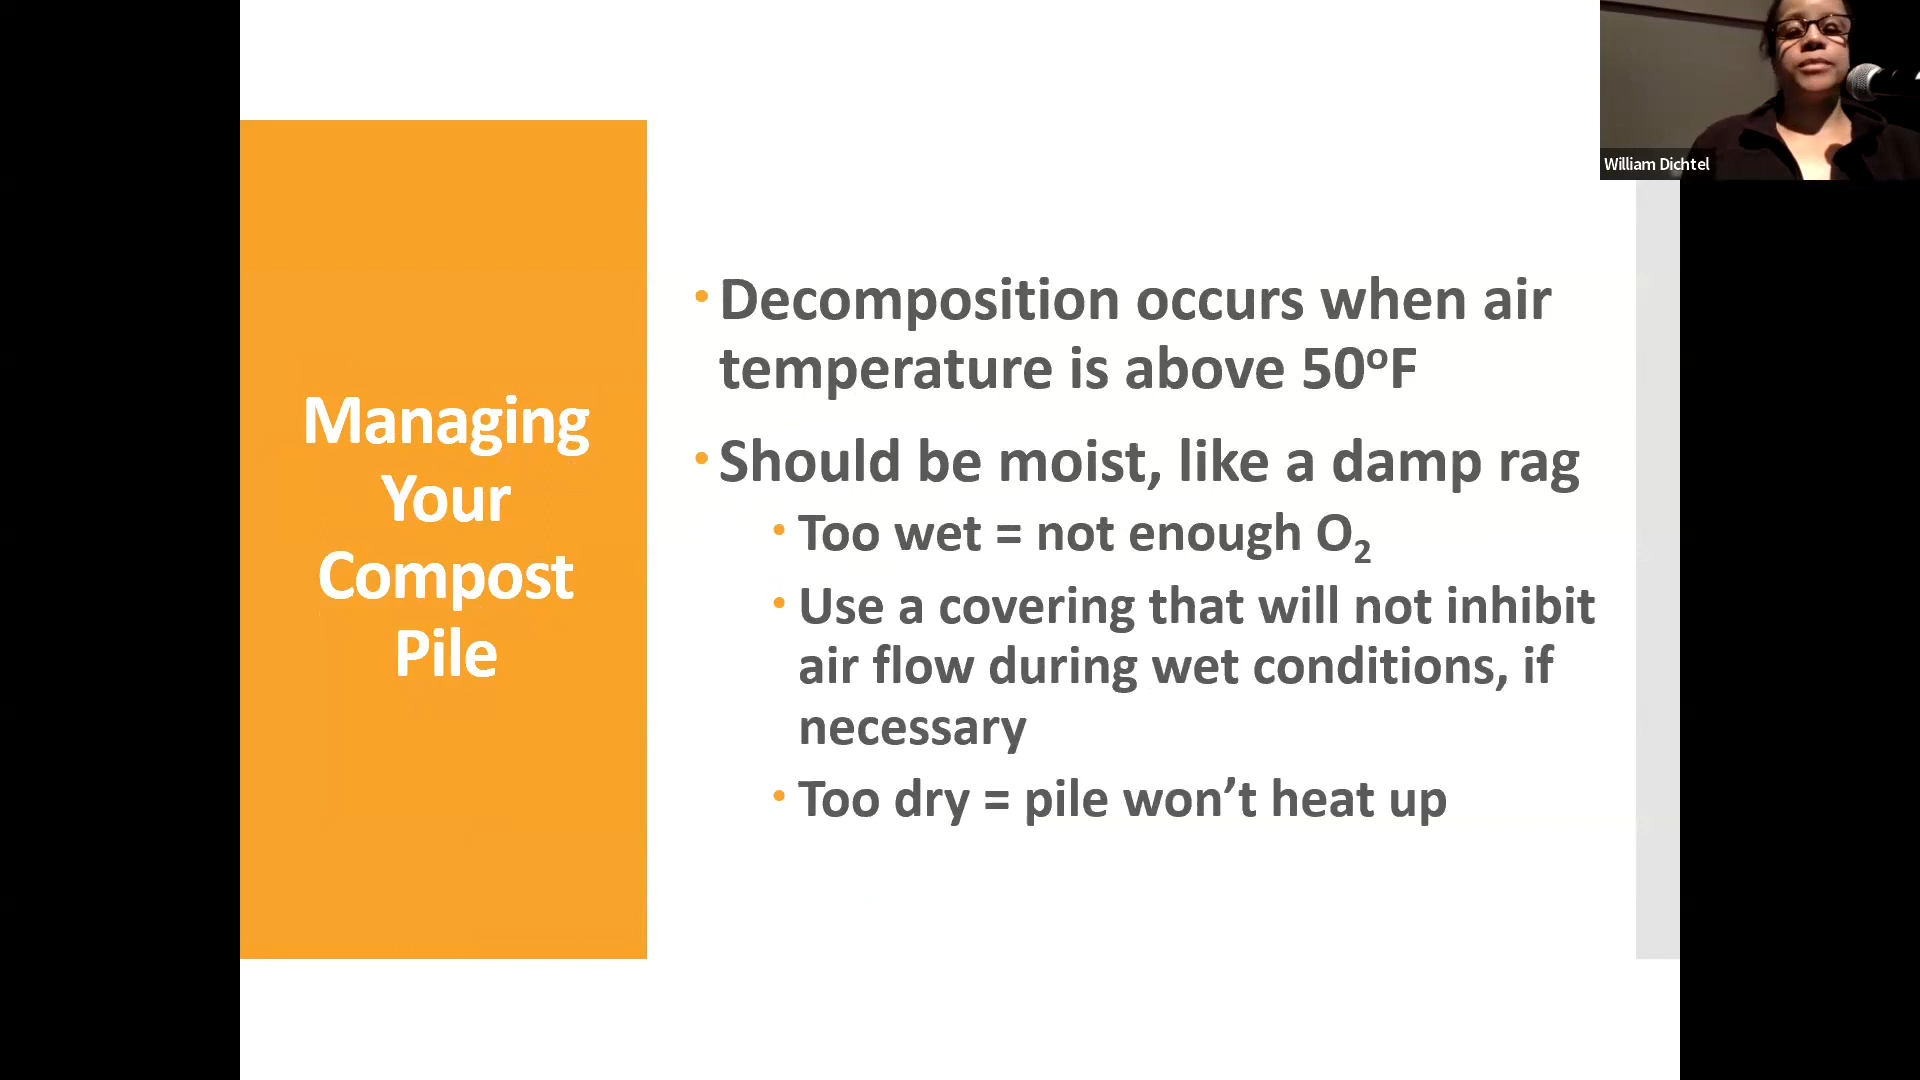 William Dichtel
Managing
Your
Compost
Pile
• Decomposition occurs when air
temperature is above 50ºF
• Should be moist, like a damp rag
• Too wet = not enough O₂
• Use a covering that will not inhibit
air flow during wet conditions, if
necessary
• Too dry = pile won’t heat up